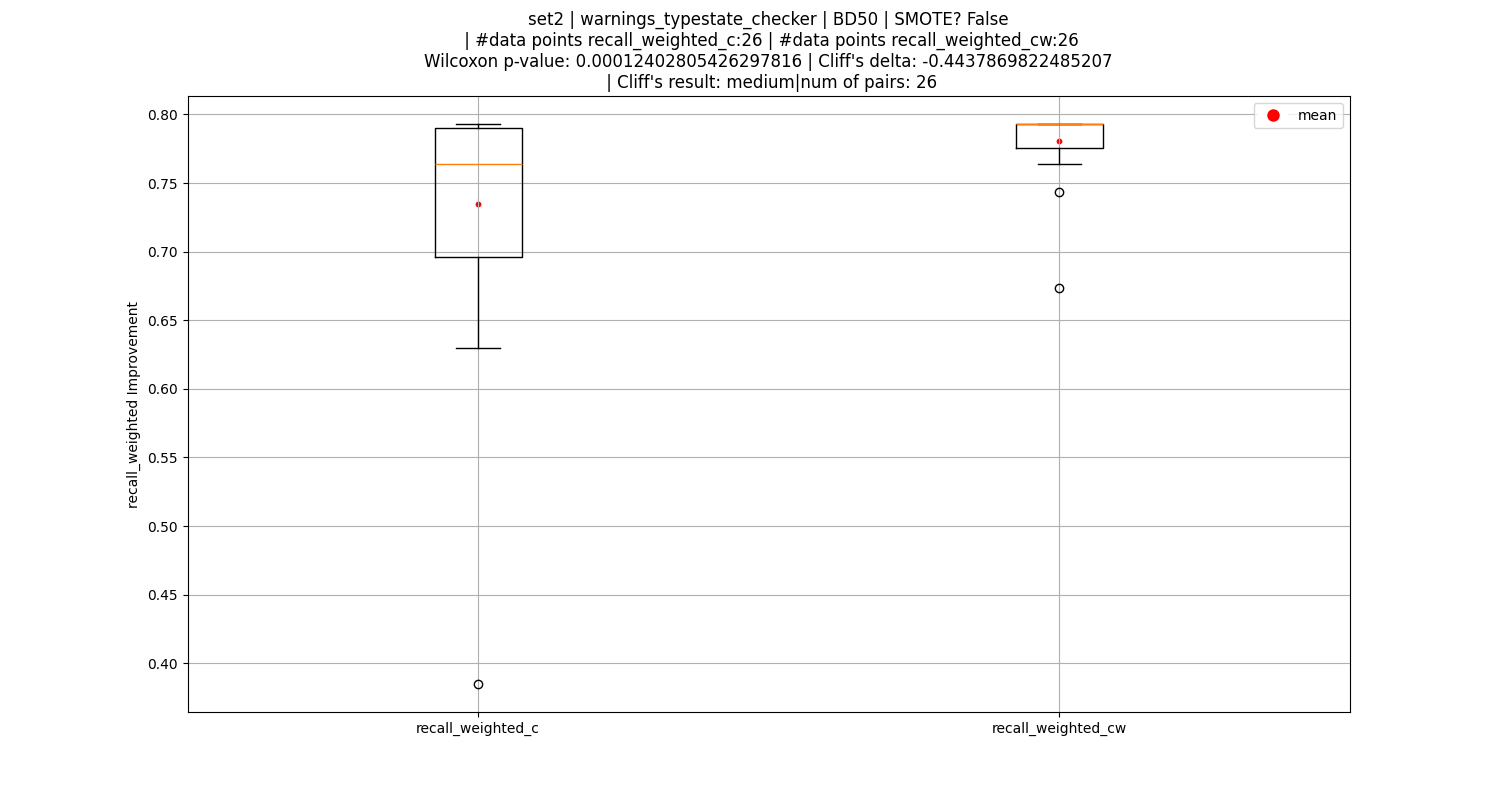 set2 | warnings_typestate_checker | BD50 | SMOTE? False
| #data points recall_weighted_c:26 | #data points recall_weighted_cw:26
Wilcoxon p-value: 0.00012402805426297816 | Cliff's delta: -0.4437869822485207
| Cliff's result: medium|num of pairs: 26
mean
recall_weighted Improvement
0.80
0.75
0.70
0.65
0.60
0.55
0.50
0.45
0.40
recall_weighted_c
recall_weighted_cw